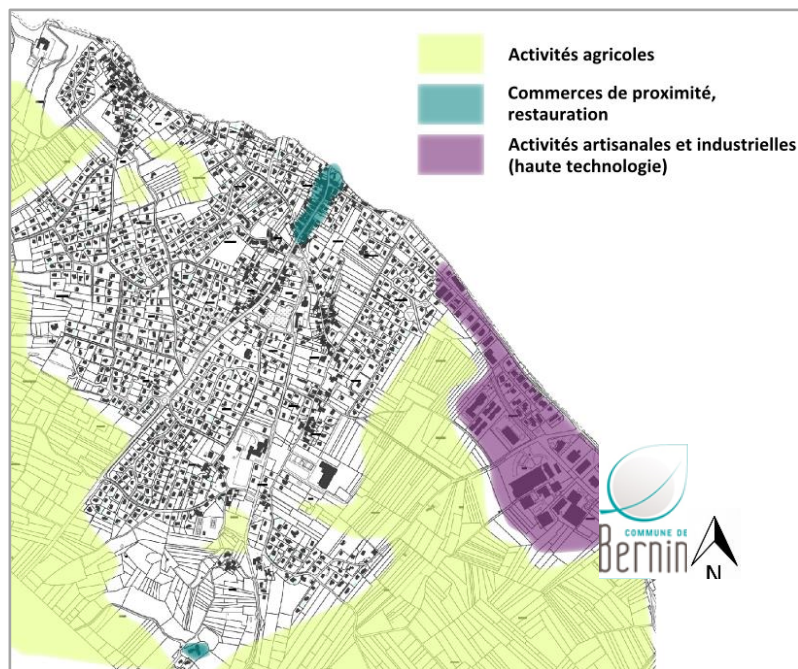 Activités agricoles
Commerces de proximité,
restauration
Activités artisanales et industrielles
(haute technologie)
COMMUNE DE
Bernin
N